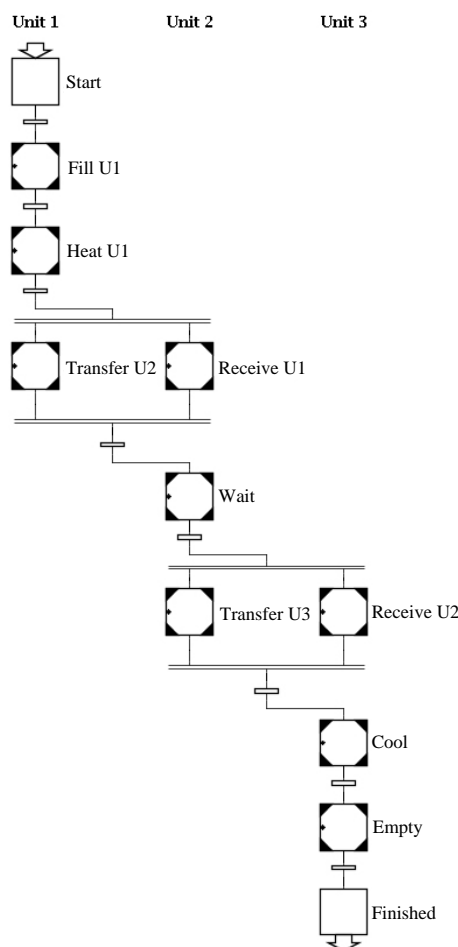 Unit 1 Unit 2 Unit 3
Start
Fill U1
Heat U1
Transfer U2 Receive U1
Wait
Transfer U3 Receive U2
Cool
Empty
Finished